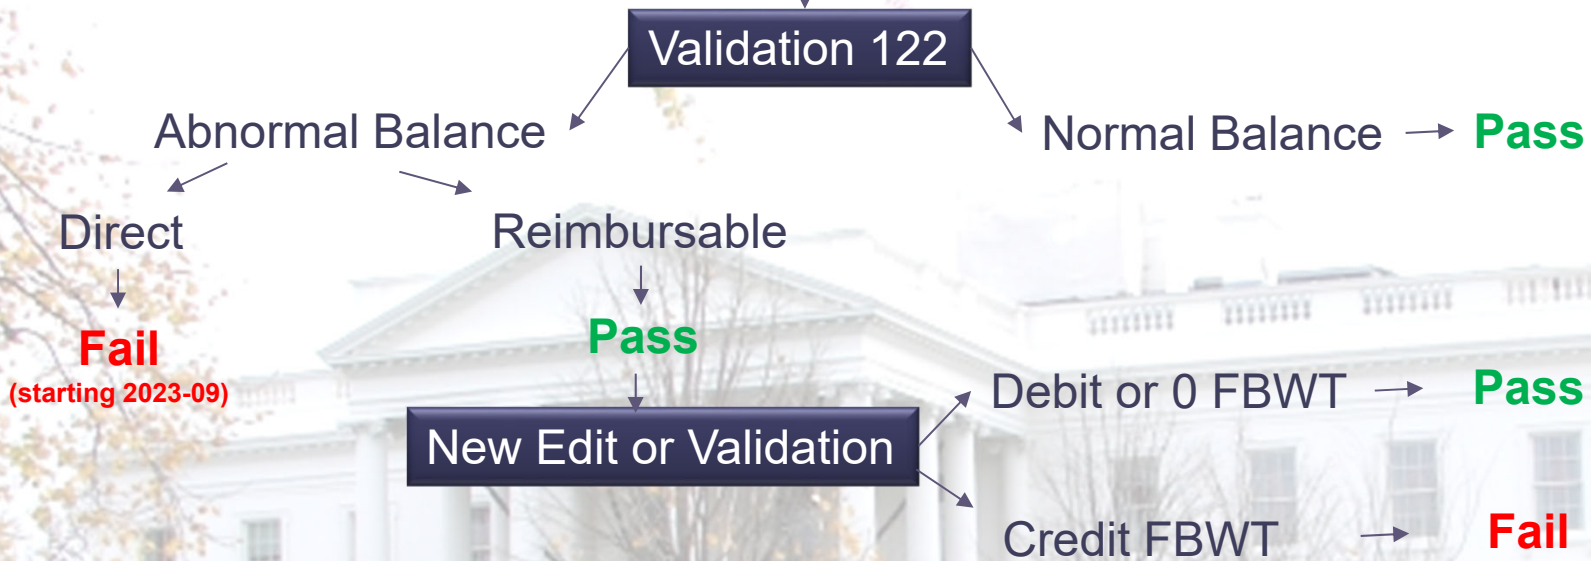 Validation 122
Abnormal Balance
Normal Balance
Pass
Direct
Reimbursable
Fail
(starting 2023-09)
Pass
New Edit or Validation
Debit or 0 FBWT
Pass
Credit FBWT
Fail